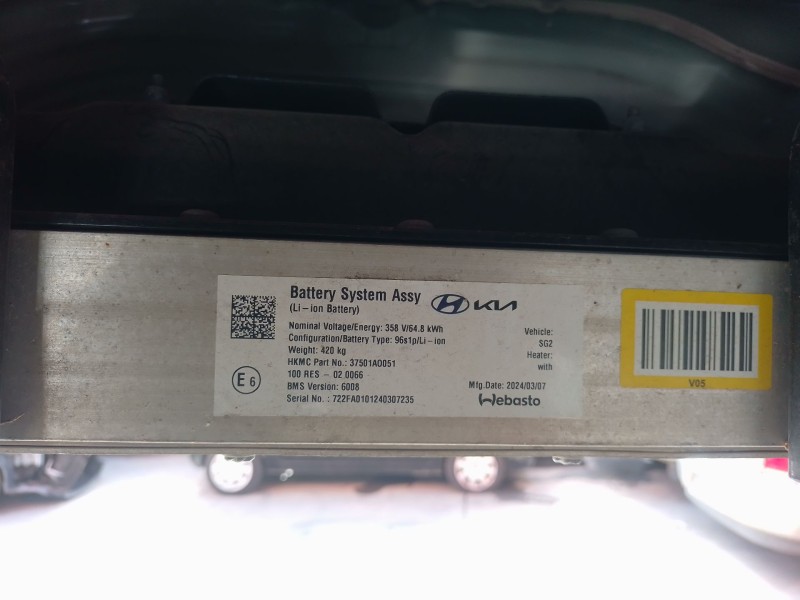 Battery System Assy
(Li-ion Battery)
KIA
Nominal Voltage/Energy: 358 V/64.8 kWh
Configuration/Battery Type: 96s1p/Li-ion
Weight: 420 kg
HKMC Part No.: 37501AO051
100 RES - 02 0066
BMS Version: 6008
Serial No.: 722FA0101240307235
E 6
Vehicle:
SG2
Heater:
with
Mfg.Date: 2024/03/07
Webasto
V05